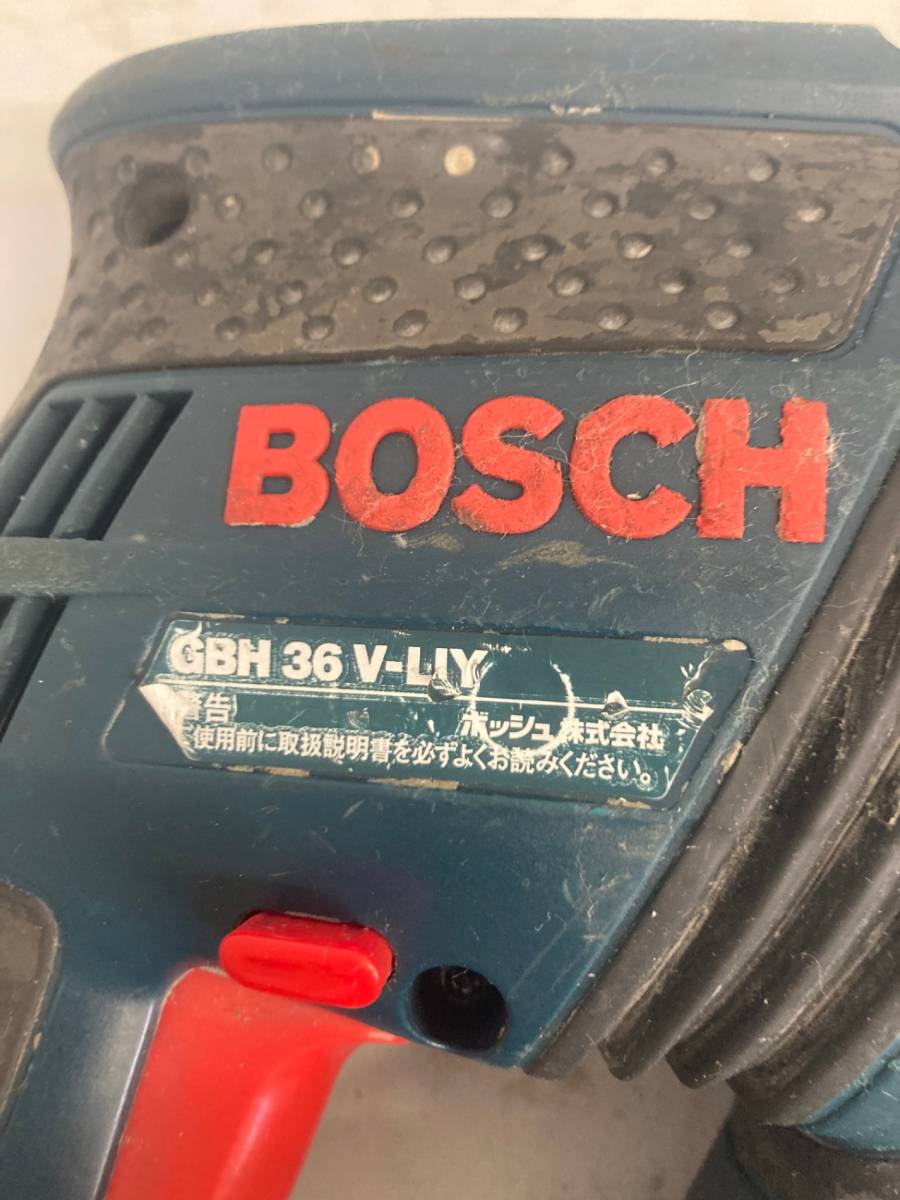 BOSCH
GBH 36 V-LIY
警告
ボッシュ株式会社
使用前に取扱説明書を必ずよくお読みください。